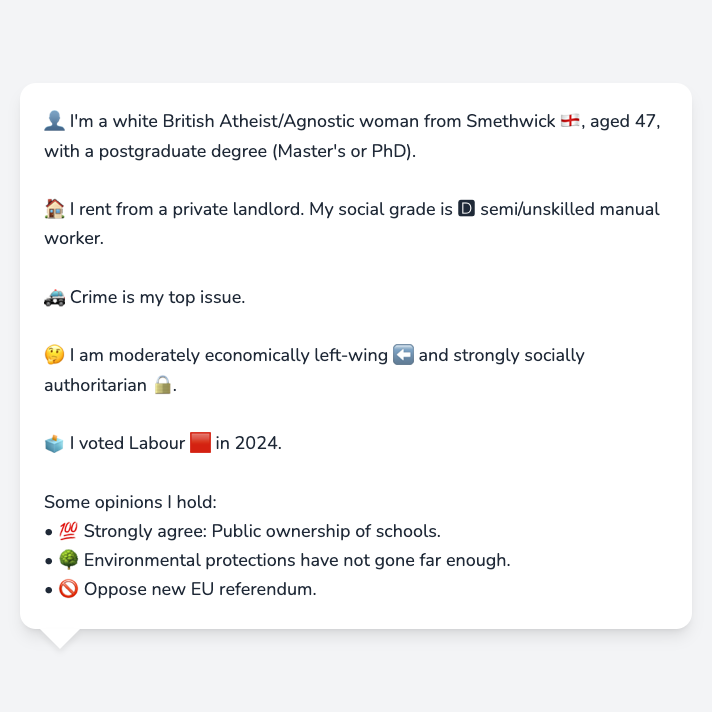 👤 I'm a white British Atheist/Agnostic woman from Smethwick 🏴󠁧󠁢󠁥󠁮󠁧󠁿, aged 47,
with a postgraduate degree (Master's or PhD).
🏠 I rent from a private landlord. My social grade is 🅳 semi/unskilled manual
worker.
🚓 Crime is my top issue.
🤔 I am moderately economically left-wing ⬅️ and strongly socially
authoritarian 🔒.
🗳️ I voted Labour 🟥 in 2024.
Some opinions I hold:
• 💯 Strongly agree: Public ownership of schools.
• 🌳 Environmental protections have not gone far enough.
• 🚫 Oppose new EU referendum.